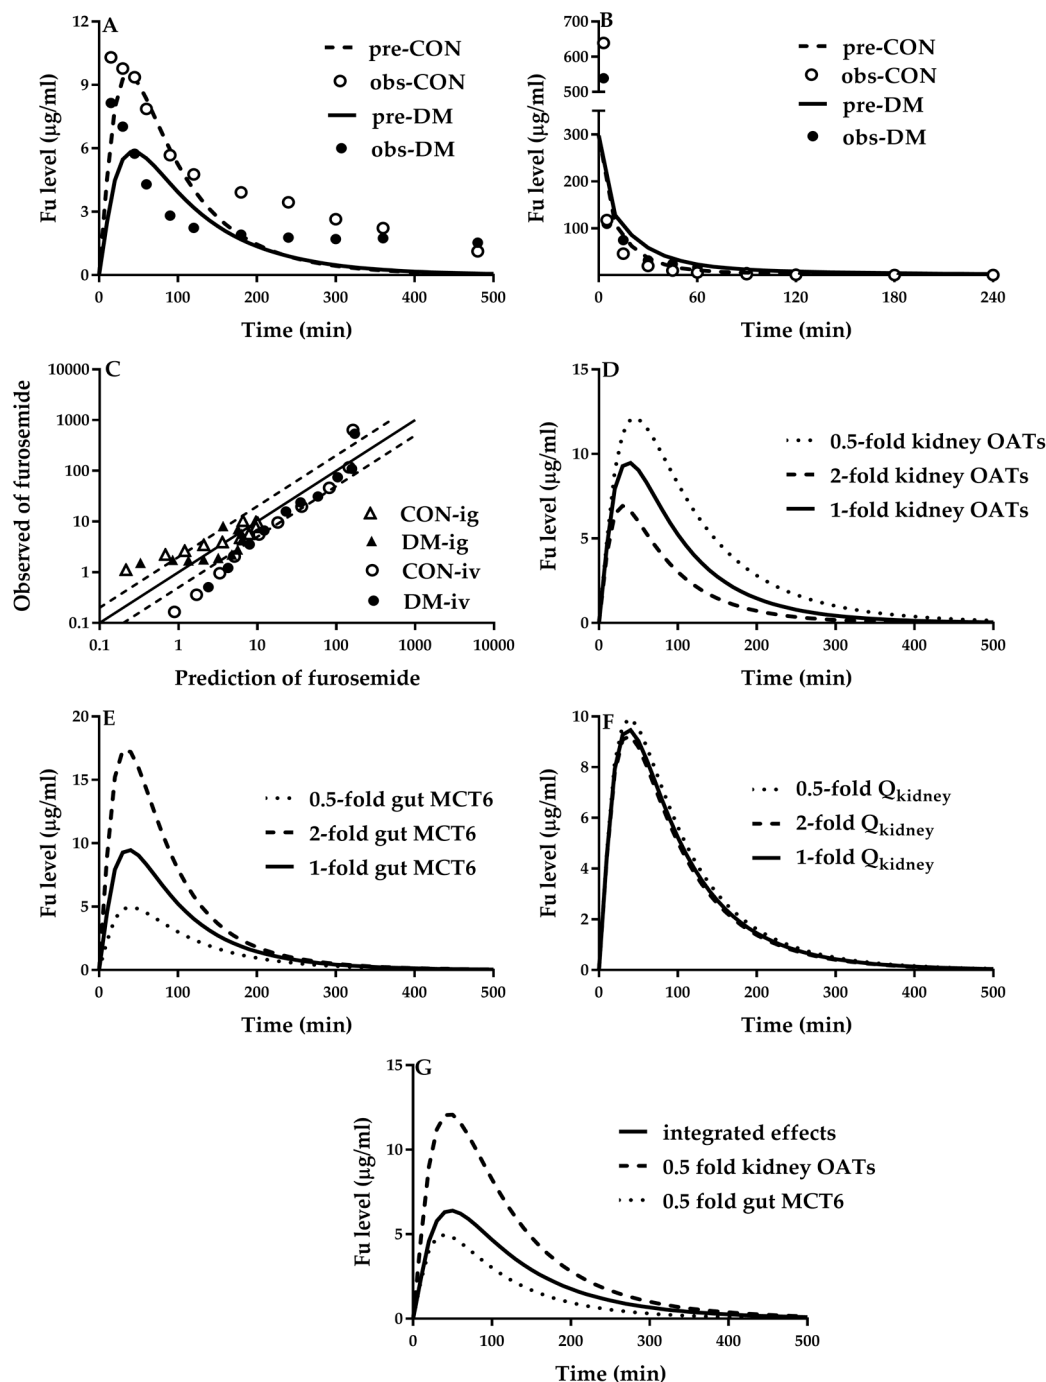 A
12
9
6
3
0
Fu level (µg/ml)
0 100 200 300 400 500
Time (min)
pre-CON
obs-CON
pre-DM
obs-DM
B
700
600
500
300
200
100
Fu level (µg/ml)
0 60 120 180 240
Time (min)
pre-CON
obs-CON
pre-DM
obs-DM
C
10000
1000
100
10
1
0.1
Observed of furosemide
0.1 1 10 100 1000 10000
Prediction of furosemide
CON-ig
DM-ig
CON-iv
DM-iv
D
15
10
5
0
Fu level (µg/ml)
0 100 200 300 400 500
Time (min)
0.5-fold kidney OATs
2-fold kidney OATs
1-fold kidney OATs
E
20
15
10
5
0
Fu level (µg/ml)
0 100 200 300 400 500
Time (min)
0.5-fold gut MCT6
2-fold gut MCT6
1-fold gut MCT6
F
10
8
6
4
2
0
Fu level (µg/ml)
0 100 200 300 400 500
Time (min)
0.5-fold Qkidney
2-fold Qkidney
1-fold Qkidney
G
15
10
5
0
Fu level (µg/ml)
0 100 200 300 400 500
Time (min)
integrated effects
0.5 fold kidney OATs
0.5 fold gut MCT6